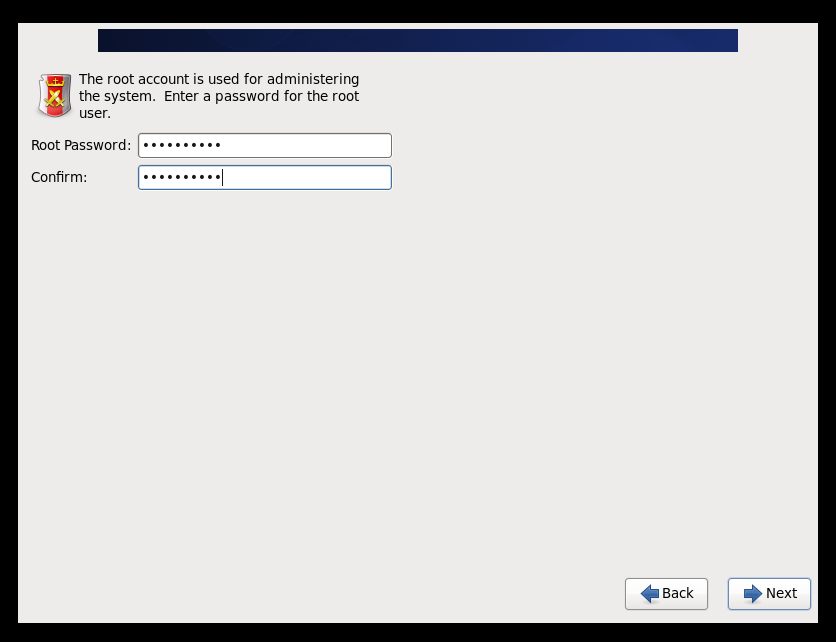 The root account is used for administering
the system.  Enter a password for the root
user.
Root Password: ••••••••••
Confirm: ••••••••••
Back Next